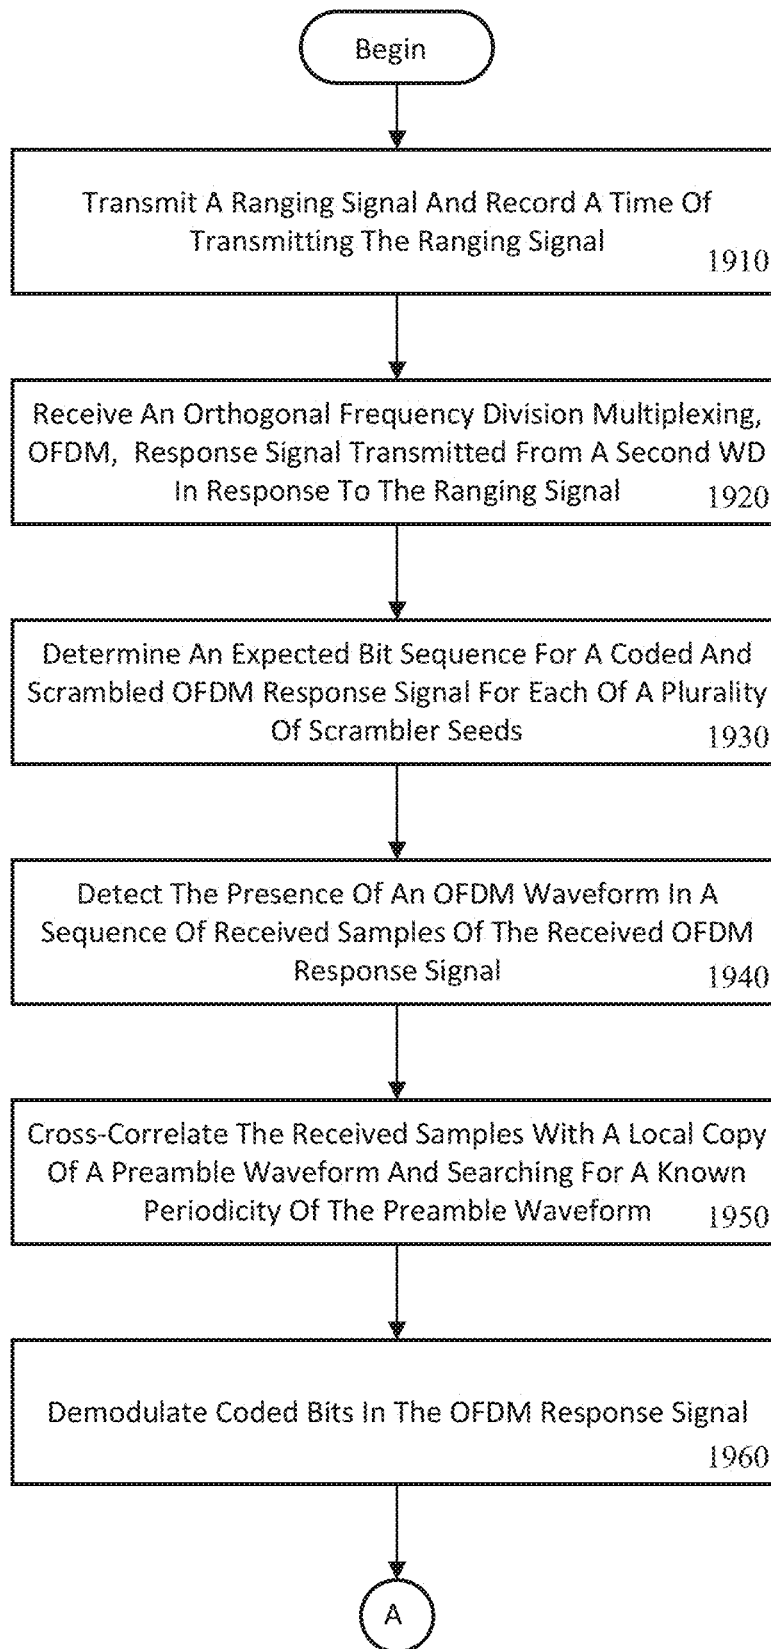 Begin
Transmit A Ranging Signal And Record A Time Of
Transmitting The Ranging Signal
1910
Receive An Orthogonal Frequency Division Multiplexing,
OFDM, Response Signal Transmitted From A Second WD
In Response To The Ranging Signal
1920
Determine An Expected Bit Sequence For A Coded And
Scrambled OFDM Response Signal For Each Of A Plurality
Of Scrambler Seeds
1930
Detect The Presence Of An OFDM Waveform In A
Sequence Of Received Samples Of The Received OFDM
Response Signal
1940
Cross-Correlate The Received Samples With A Local Copy
Of A Preamble Waveform And Searching For A Known
Periodicity Of The Preamble Waveform
1950
Demodulate Coded Bits In The OFDM Response Signal
1960
A